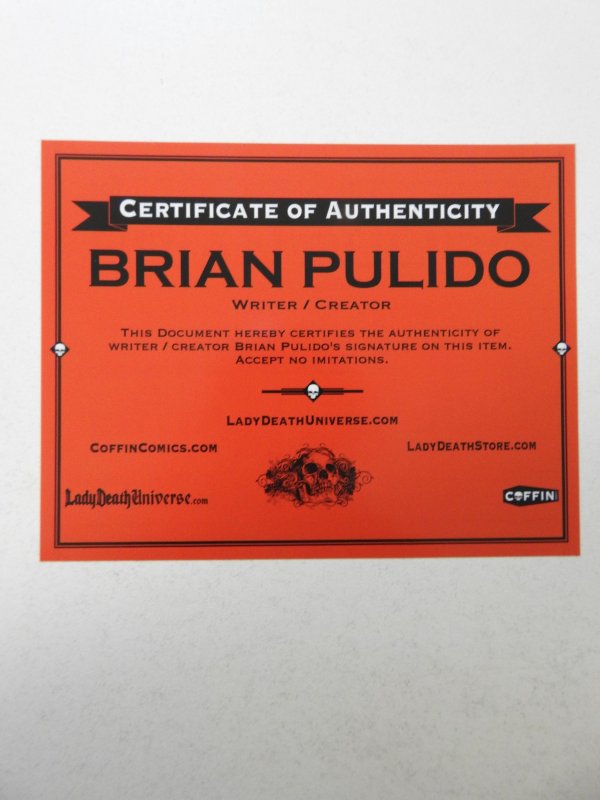 CERTIFICATE OF AUTHENTICITY
BRIAN PULIDO
WRITER / CREATOR
THIS DOCUMENT HEREBY CERTIFIES THE AUTHENTICITY OF
WRITER / CREATOR BRIAN PULIDO'S SIGNATURE ON THIS ITEM.
ACCEPT NO IMITATIONS.
LADYDEATHUNIVERSE.COM
COFFINCOMICS.COM
LADYDEATHSTORE.COM
LadyDeathUniverse.com
COFFIN